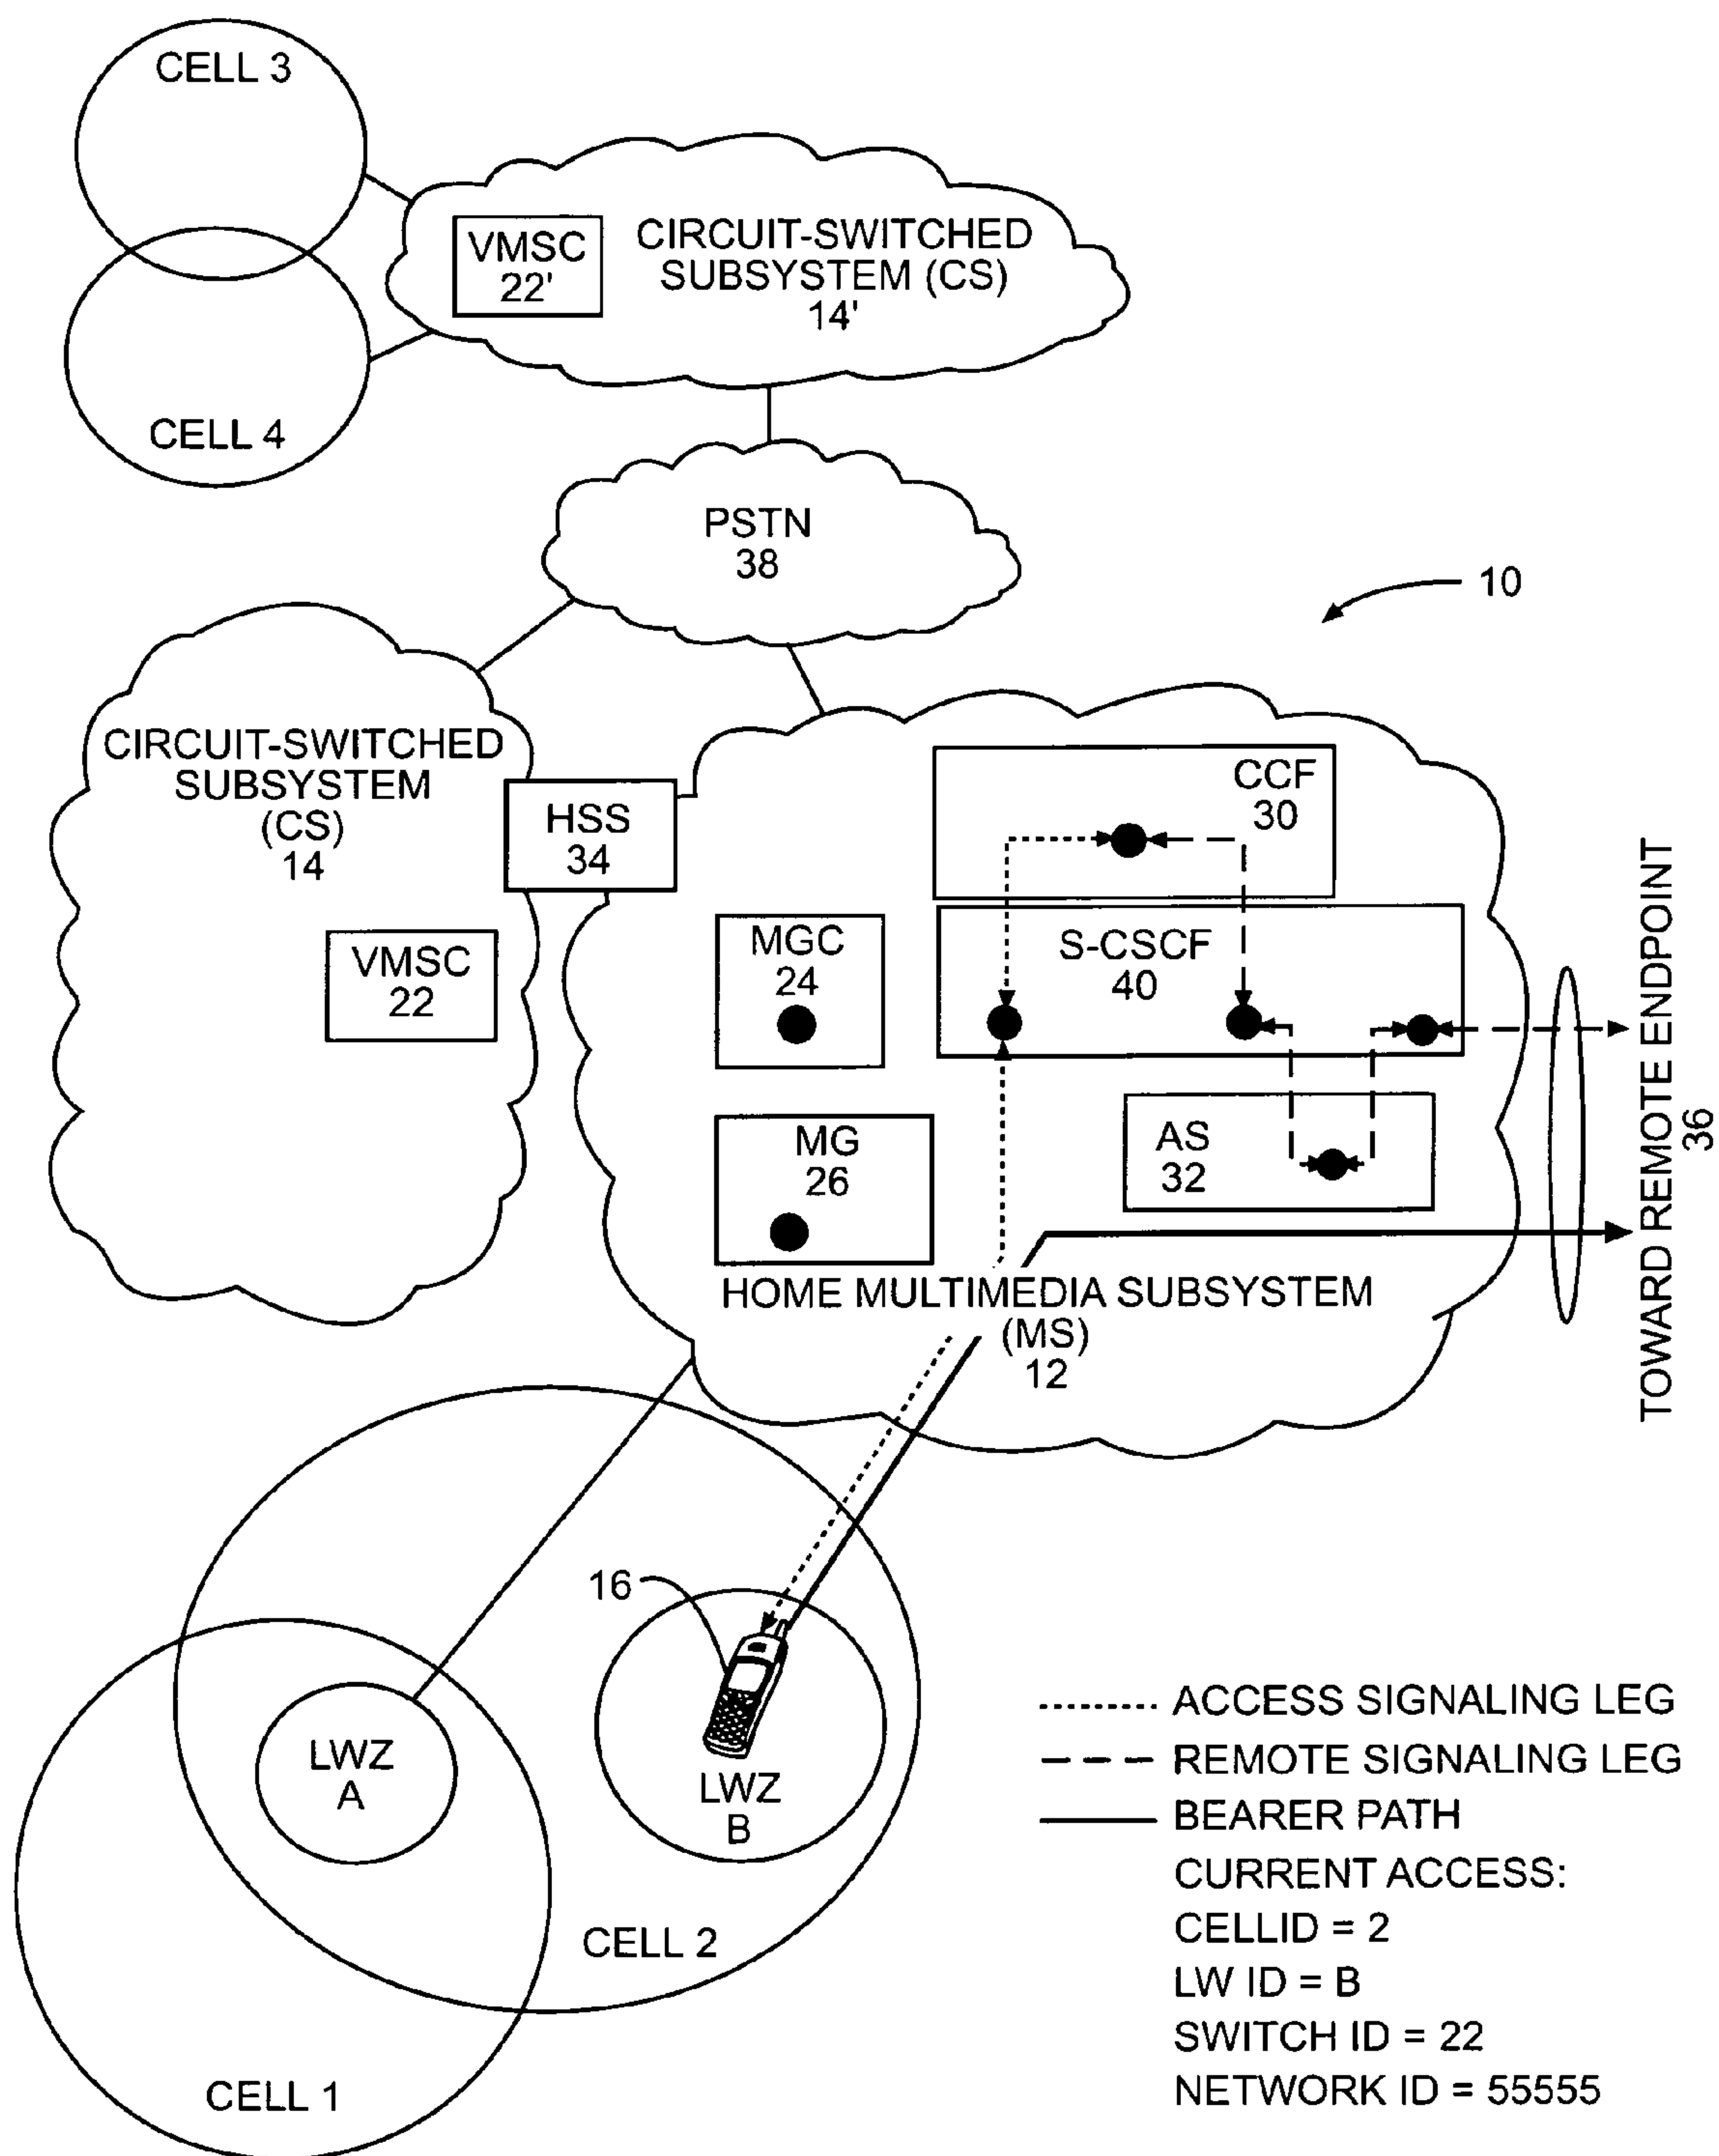 CELL 3
VMSC
22'
CIRCUIT-SWITCHED
SUBSYSTEM (CS)
14'
CELL 4
PSTN
38
10
CIRCUIT-SWITCHED
SUBSYSTEM
(CS)
14
HSS
34
CCF
30
VMSC
22
MGC
24
S-CSCF
40
MG
26
AS
32
TOWARD REMOTE ENDPOINT
36
HOME MULTIMEDIA SUBSYSTEM
(MS)
12
16
LWZ
A
LWZ
B
CELL 2
CELL 1
ACCESS SIGNALING LEG
REMOTE SIGNALING LEG
BEARER PATH
CURRENT ACCESS:
CELLID = 2
LW ID = B
SWITCH ID = 22
NETWORK ID = 55555